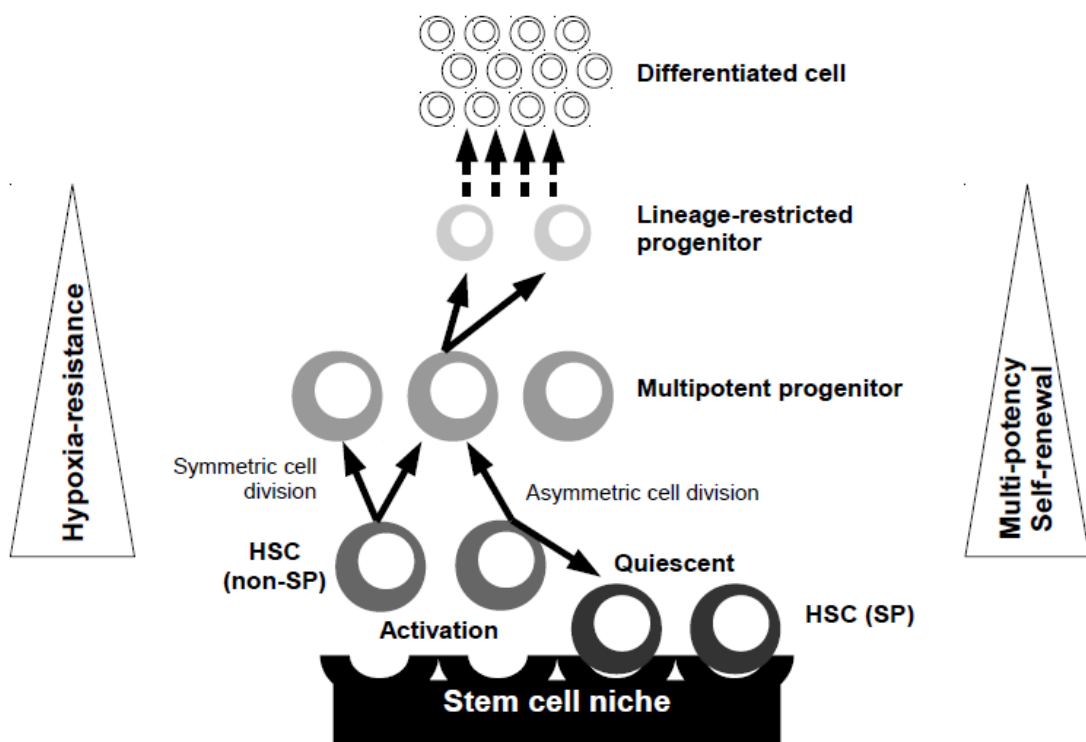 Differentiated cell
Lineage-restricted
progenitor
Hypoxia-resistance
Multi-potency
Self-renewal
Multipotent progenitor
Symmetric cell
division
Asymmetric cell division
HSC
(non-SP)
Quiescent
HSC (SP)
Activation
Stem cell niche